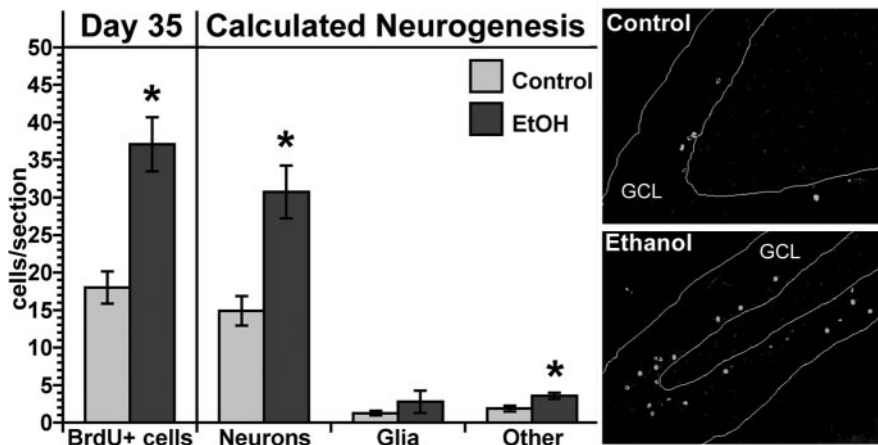 Day 35
Calculated Neurogenesis
50
45
40
35
30
25
20
15
10
5
0
cells/section
*
*
*
Control
EtOH
BrdU+ cells
Neurons
Glia
Other
Control
GCL
Ethanol
GCL